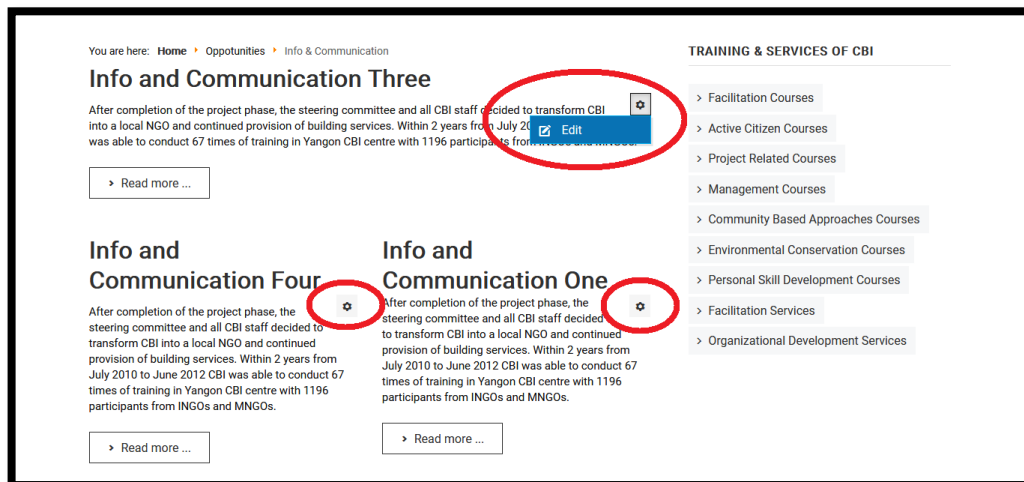 You are here: Home Oppotunities Info & Communication
Info and Communication Three
After completion of the project phase, the steering committee and all CBI staff decided to transform CBI
into a local NGO and continued provision of building services. Within 2 years from July 20
Edit
was able to conduct 67 times of training in Yangon CBI centre with 1196 participants from INGOs and MNGOs.
Read more ...
Info and
Communication Four
After completion of the project phase, the
steering committee and all CBI staff decided to
transform CBI into a local NGO and continued
provision of building services. Within 2 years from
July 2010 to June 2012 CBI was able to conduct 67
times of training in Yangon CBI centre with 1196
participants from INGOs and MNGOs.
Read more ...
Info and
Communication One
After completion of the project phase, the
steering committee and all CBI staff decided
to transform CBI into a local NGO and continued
provision of building services. Within 2 years from
July 2010 to June 2012 CBI was able to conduct 67
times of training in Yangon CBI centre with 1196
participants from INGOs and MNGOs.
Read more ...
TRAINING & SERVICES OF CBI
Facilitation Courses
Active Citizen Courses
Project Related Courses
Management Courses
Community Based Approaches Courses
Environmental Conservation Courses
Personal Skill Development Courses
Facilitation Services
Organizational Development Services